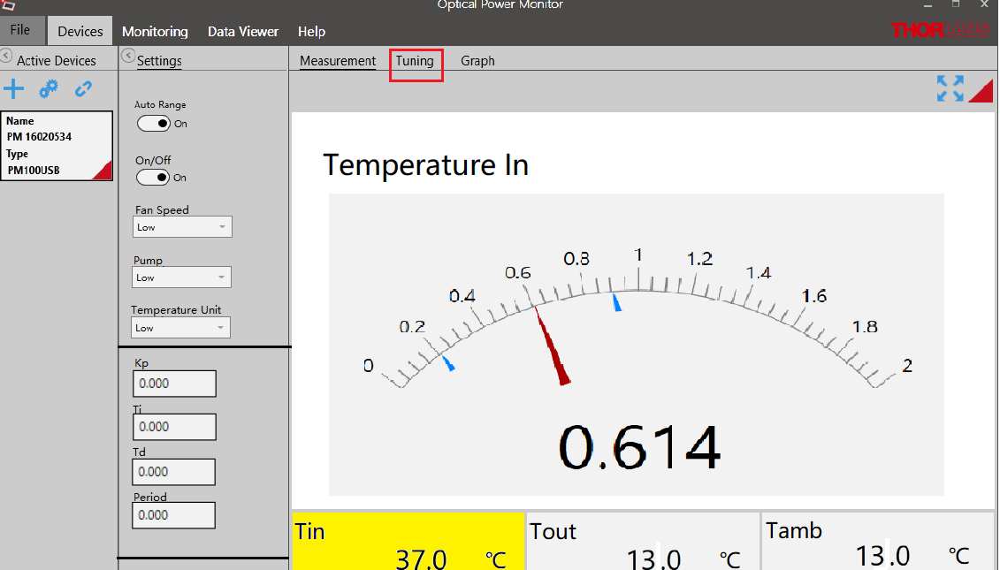 Optical Power Monitor
File Devices Monitoring Data Viewer Help
THORLABS
Active Devices
Settings
Measurement Tuning Graph
Name
PM 16020534
Type
PM100USB
Auto Range
On
On/Off
On
Fan Speed
Low
Pump
Low
Temperature Unit
Low
Kp
0.000
Ti
0.000
Td
0.000
Period
0.000
Temperature In
0 0.2 0.4 0.6 0.8 1 1.2 1.4 1.6 1.8 2
0.614
Tin
37.0 °C
Tout
13.0 °C
Tamb
13.0 °C